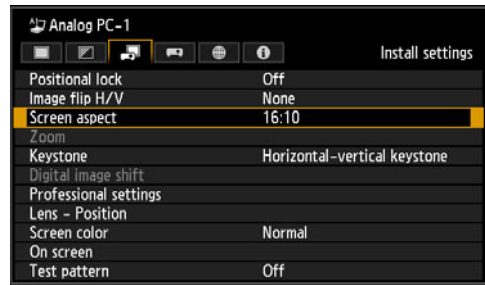 Analog PC-1
Install settings
Positional lock Off
Image flip H/V None
Screen aspect 16:10
Zoom
Keystone Horizontal-vertical keystone
Digital image shift
Professional settings
Lens - Position
Screen color Normal
On screen
Test pattern Off